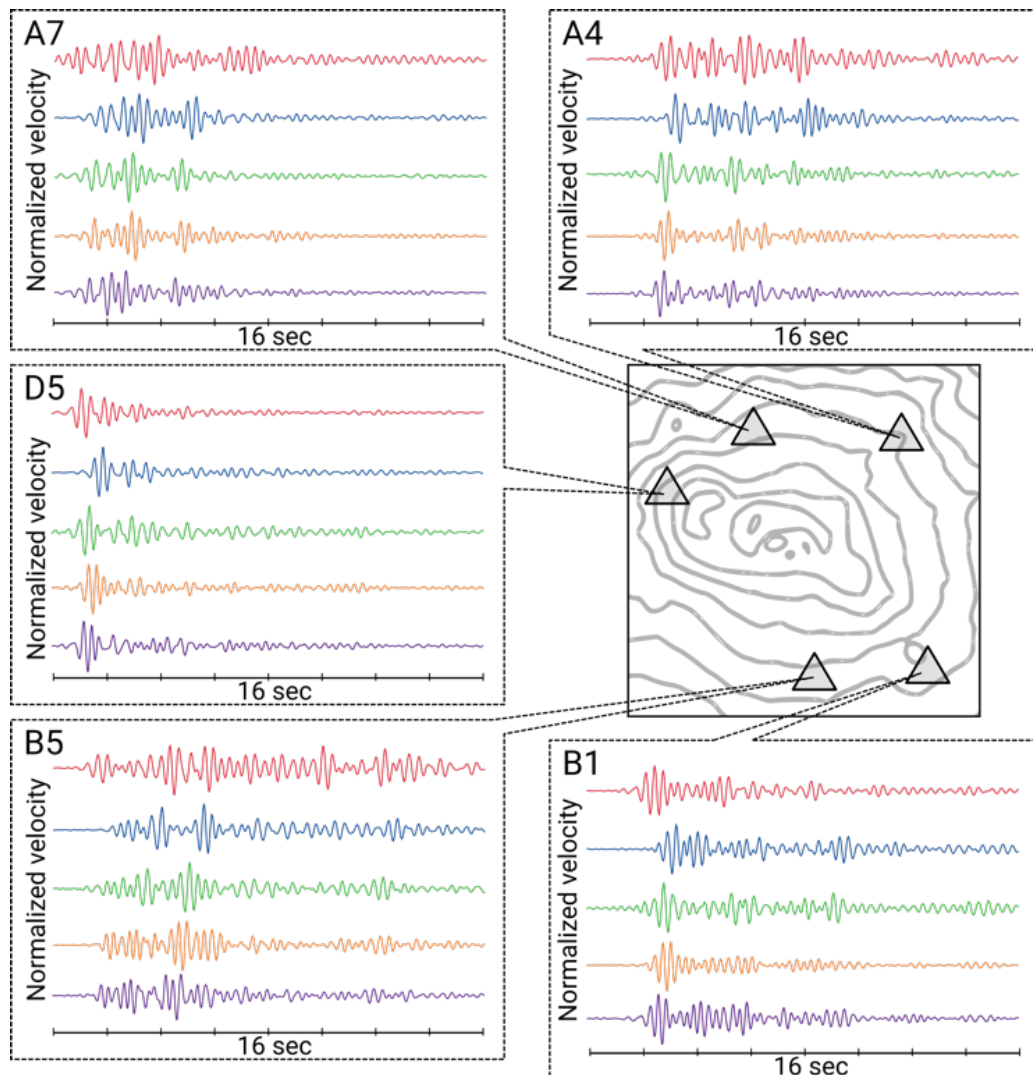 A7
Normalized velocity
16 sec
A4
Normalized velocity
16 sec
D5
Normalized velocity
16 sec
B5
Normalized velocity
16 sec
B1
Normalized velocity
16 sec